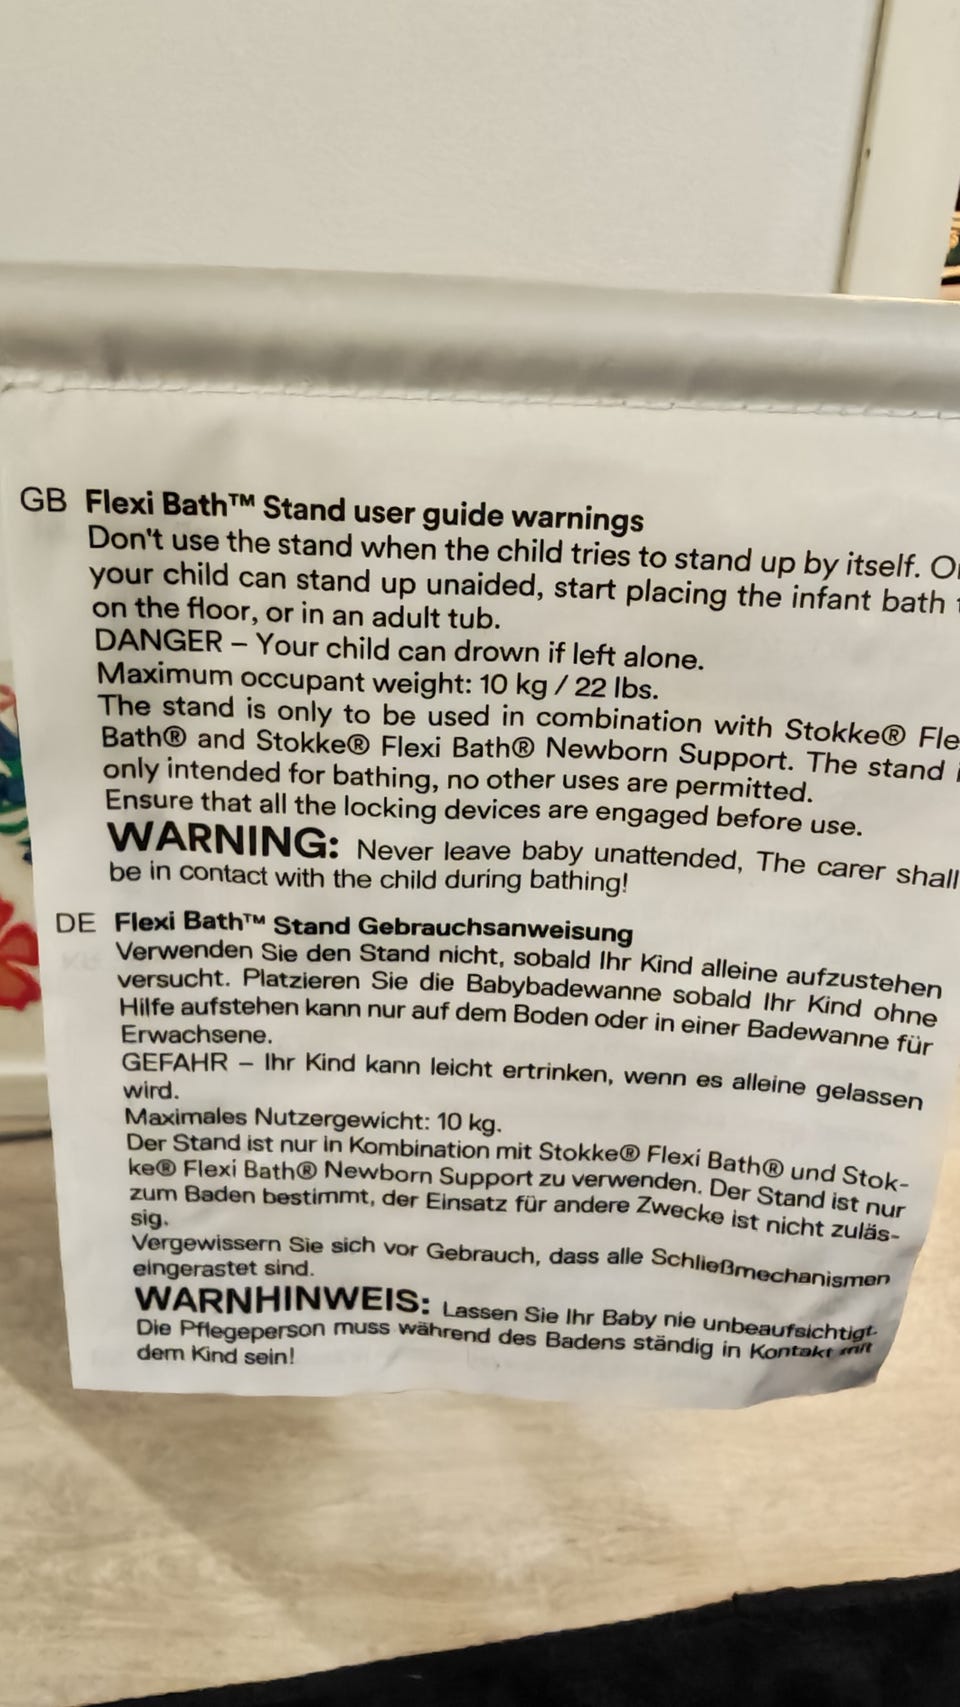 GB Flexi Bath™ Stand user guide warnings
Don't use the stand when the child tries to stand up by itself.
your child can stand up unaided, start placing the infant bath
on the floor, or in an adult tub.
DANGER – Your child can drown if left alone.
Maximum occupant weight: 10 kg / 22 lbs.
The stand is only to be used in combination with Stokke® Fle
Bath® and Stokke® Flexi Bath® Newborn Support. The stand
only intended for bathing, no other uses are permitted.
Ensure that all the locking devices are engaged before use.
WARNING: Never leave baby unattended, The carer shall
be in contact with the child during bathing!
DE Flexi Bath™ Stand Gebrauchsanweisung
Verwenden Sie den Stand nicht, sobald Ihr Kind alleine aufzustehen
versucht. Platzieren Sie die Babybadewanne sobald Ihr Kind ohne
Hilfe aufstehen kann nur auf dem Boden oder in einer Badewanne für
Erwachsene.
GEFAHR – Ihr Kind kann leicht ertrinken, wenn es alleine gelassen
wird.
Maximales Nutzergewicht: 10 kg.
Der Stand ist nur in Kombination mit Stokke® Flexi Bath® und Stok-
ke® Flexi Bath® Newborn Support zu verwenden. Der Stand ist nur
zum Baden bestimmt, der Einsatz für andere Zwecke ist nicht zuläs-
sig.
Vergewissern Sie sich vor Gebrauch, dass alle Schließmechanismen
eingerastet sind.
WARNHINWEIS: Lassen Sie Ihr Baby nie unbeaufsichtigt.
Die Pflegeperson muss während des Badens ständig in Kontakt mit
dem Kind sein!